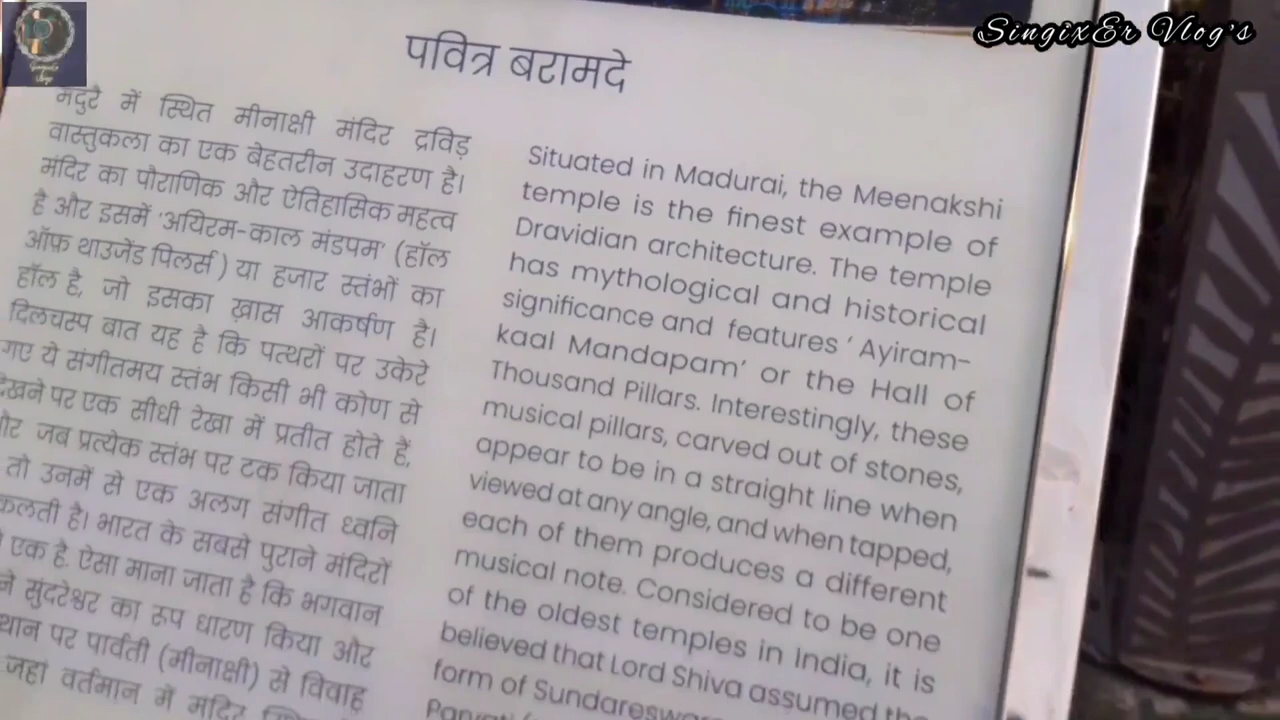 SingixEr Vlog's
पवित्र बरामदे
मदुरै में स्थित मीनाक्षी मंदिर द्रविड़
वास्तुकला का एक बेहतरीन उदाहरण है।
मंदिर का पौराणिक और ऐतिहासिक महत्व
है और इसमें 'अयिरम-काल मंडपम' (हॉल
ऑफ़ थाउजेंड पिलर्स) या हजार स्तंभों का
हॉल है, जो इसका ख़ास आकर्षण है।
दिलचस्प बात यह है कि पत्थरों पर उकेरे
गए ये संगीतमय स्तंभ किसी भी कोण से
देखने पर एक सीधी रेखा में प्रतीत होते हैं,
और जब प्रत्येक स्तंभ पर टक किया जाता
तो उनमें से एक अलग संगीत ध्वनि
है। भारत के सबसे पुराने मंदिरों
एक है. ऐसा माना जाता है कि भगवान
सुंदरेश्वर का रूप धारण किया और
पर पार्वती (मीनाक्षी) से विवाह
जहां वर्तमान में मंदिर
Situated in Madurai, the Meenakshi
temple is the finest example of
Dravidian architecture. The temple
has mythological and historical
significance and features ' Ayiram-
kaal Mandapam' or the Hall of
Thousand Pillars. Interestingly, these
musical pillars, carved out of stones,
appear to be in a straight line when
viewed at any angle, and when tapped,
each of them produces a different
musical note. Considered to be one
of the oldest temples in India, it is
believed that Lord Shiva assumed the
form of